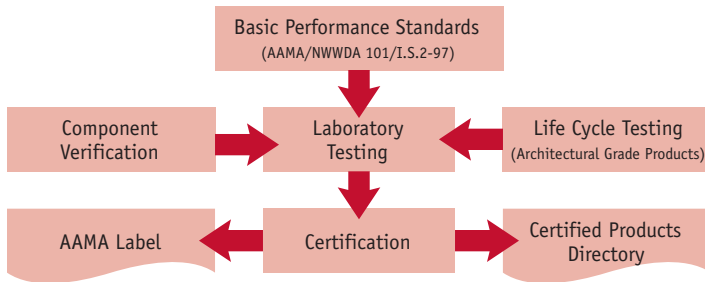 Basic Performance Standards
(AAMA/NWWDA 101/I.S.2-97)
Component
Verification
Laboratory
Testing
Life Cycle Testing
(Architectural Grade Products)
AAMA Label
Certification
Certified Products
Directory